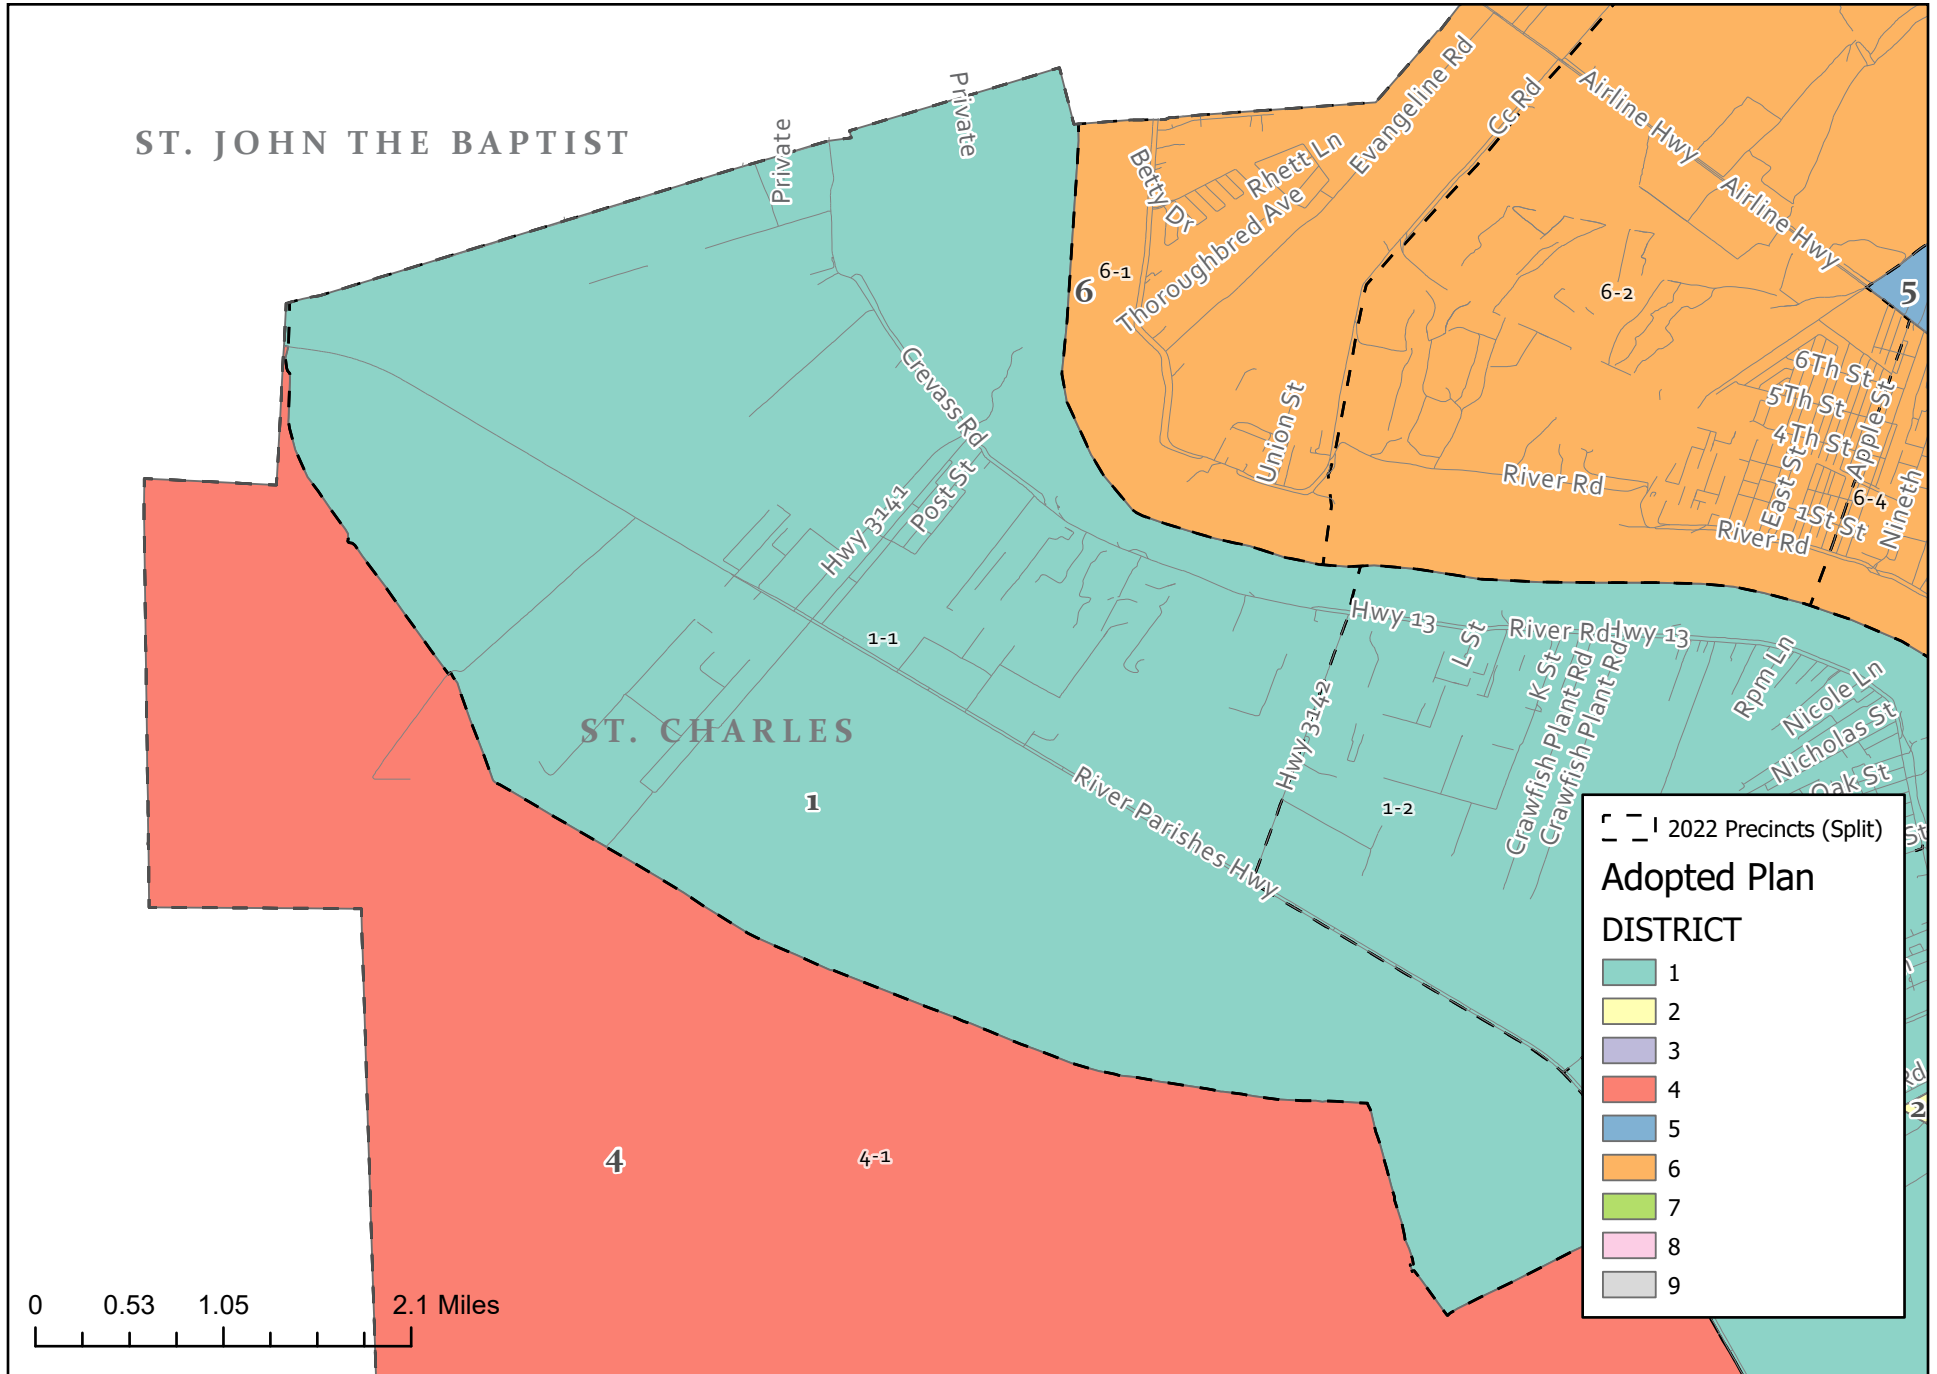 ST. JOHN THE BAPTIST
Private
Private
Betty Dr
Rhett Ln
Thoroughbred Ave
Evangeline Rd
Cc Rd
Airline Hwy
Airline Hwy
6-1
6
6-2
5
Crevass Rd
Union St
6Th St
5Th St
4Th St
Apple St
East St
1St St
6-4
Nineth
River Rd
River Rd
Hwy 3141
Post St
1-1
Hwy 13
River Rd
Hwy 13
L St
K St
Crawfish Plant Rd
Crawfish Plant Rd
Rpm Ln
Nicole Ln
Nicholas St
Oak St
St
Hwy 3142
ST. CHARLES
1
River Parishes Hwy
1-2
Rd
2
4
4-1
2022 Precincts (Split)
Adopted Plan
DISTRICT
1
2
3
4
5
6
7
8
9
0 0.53 1.05 2.1 Miles